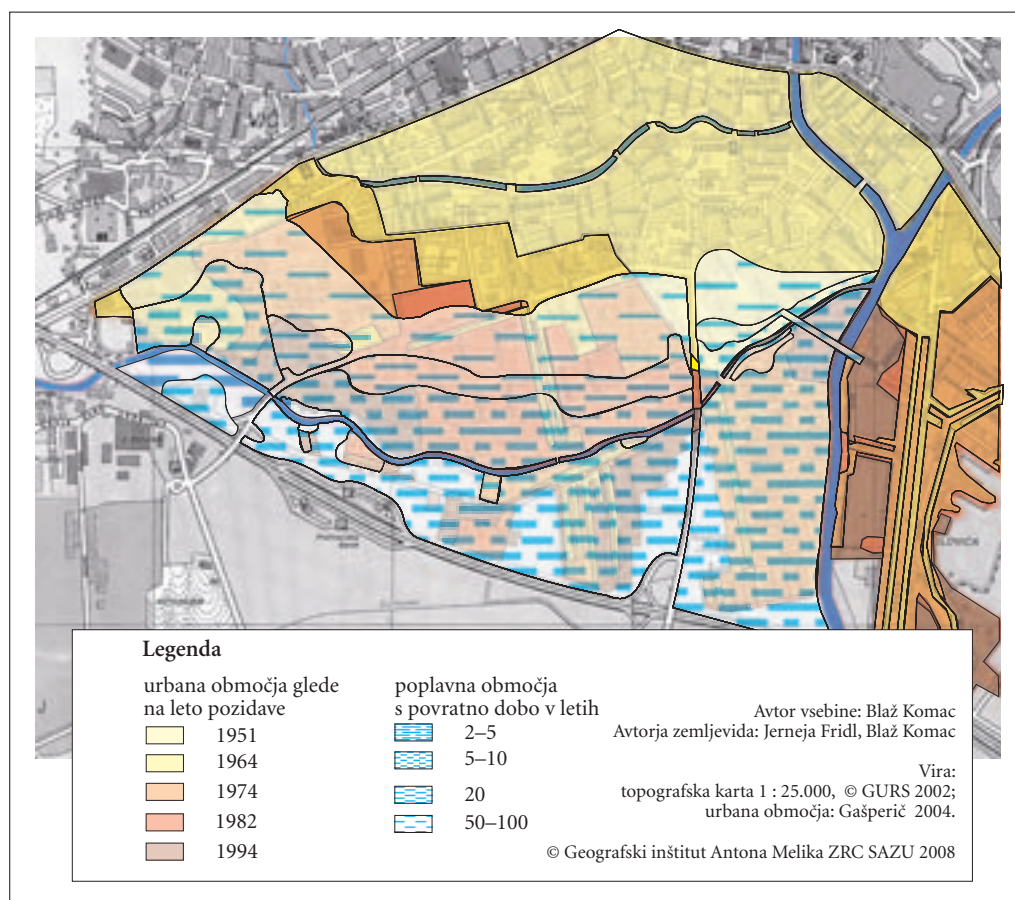 VIČ
Legenda
urbana območja glede
na leto pozidave
1951
1964
1974
1982
1994
poplavna območja
s povratno dobo v letih
2–5
5–10
20
50–100
Avtor vsebine: Blaž Komac
Avtorja zemljevida: Jerneja Fridl, Blaž Komac
Vira:
topografska karta 1 : 25.000, © GURS 2002;
urbana območja: Gašperič 2004.
© Geografski inštitut Antona Melika ZRC SAZU 2008